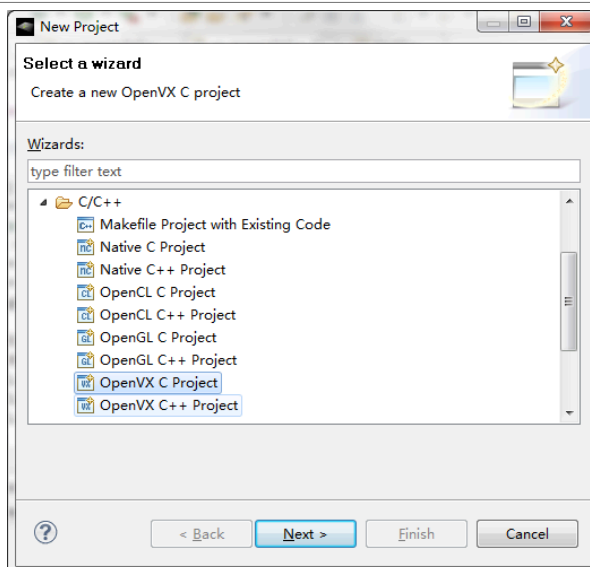 New Project
Select a wizard
Create a new OpenVX C project
Wizards:
type filter text
C/C++
Makefile Project with Existing Code
Native C Project
Native C++ Project
OpenCL C Project
OpenCL C++ Project
OpenGL C Project
OpenGL C++ Project
OpenVX C Project
OpenVX C++ Project
< Back Next > Finish Cancel